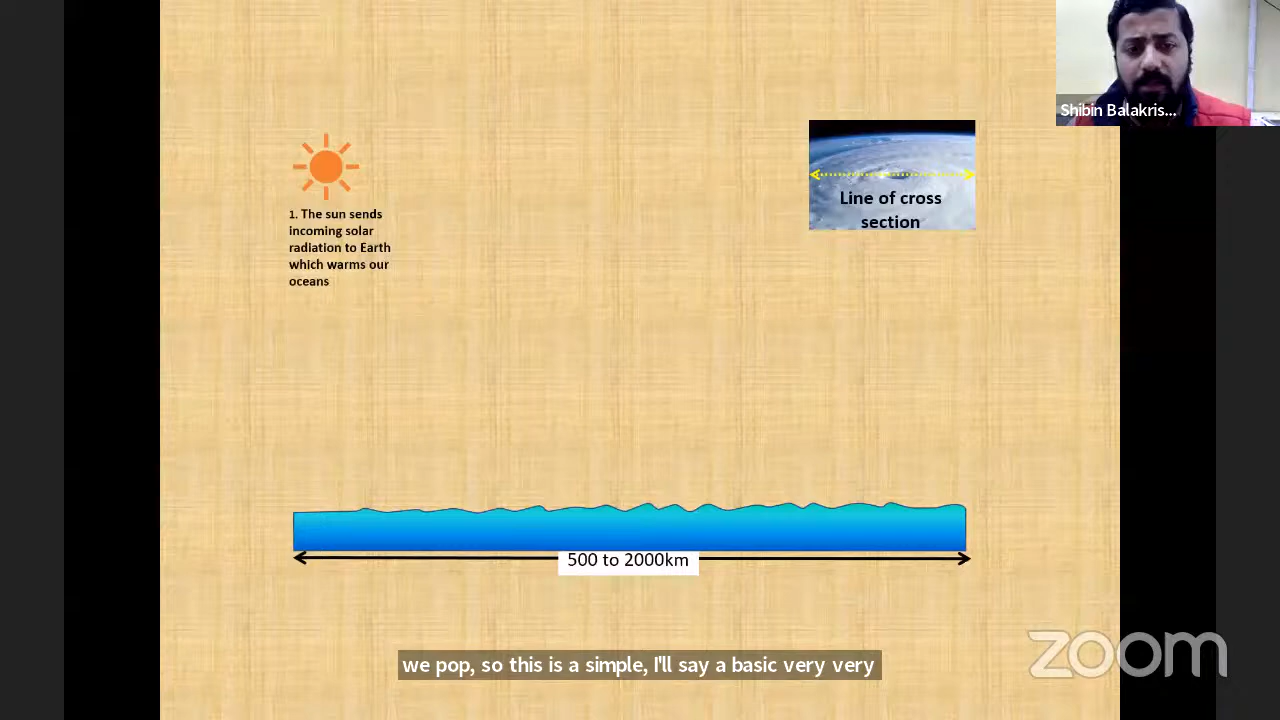 Shibin Balakris...
Line of cross
section
1. The sun sends
incoming solar
radiation to Earth
which warms our
oceans
500 to 2000km
we pop, so this is a simple, I'll say a basic very very
zoom